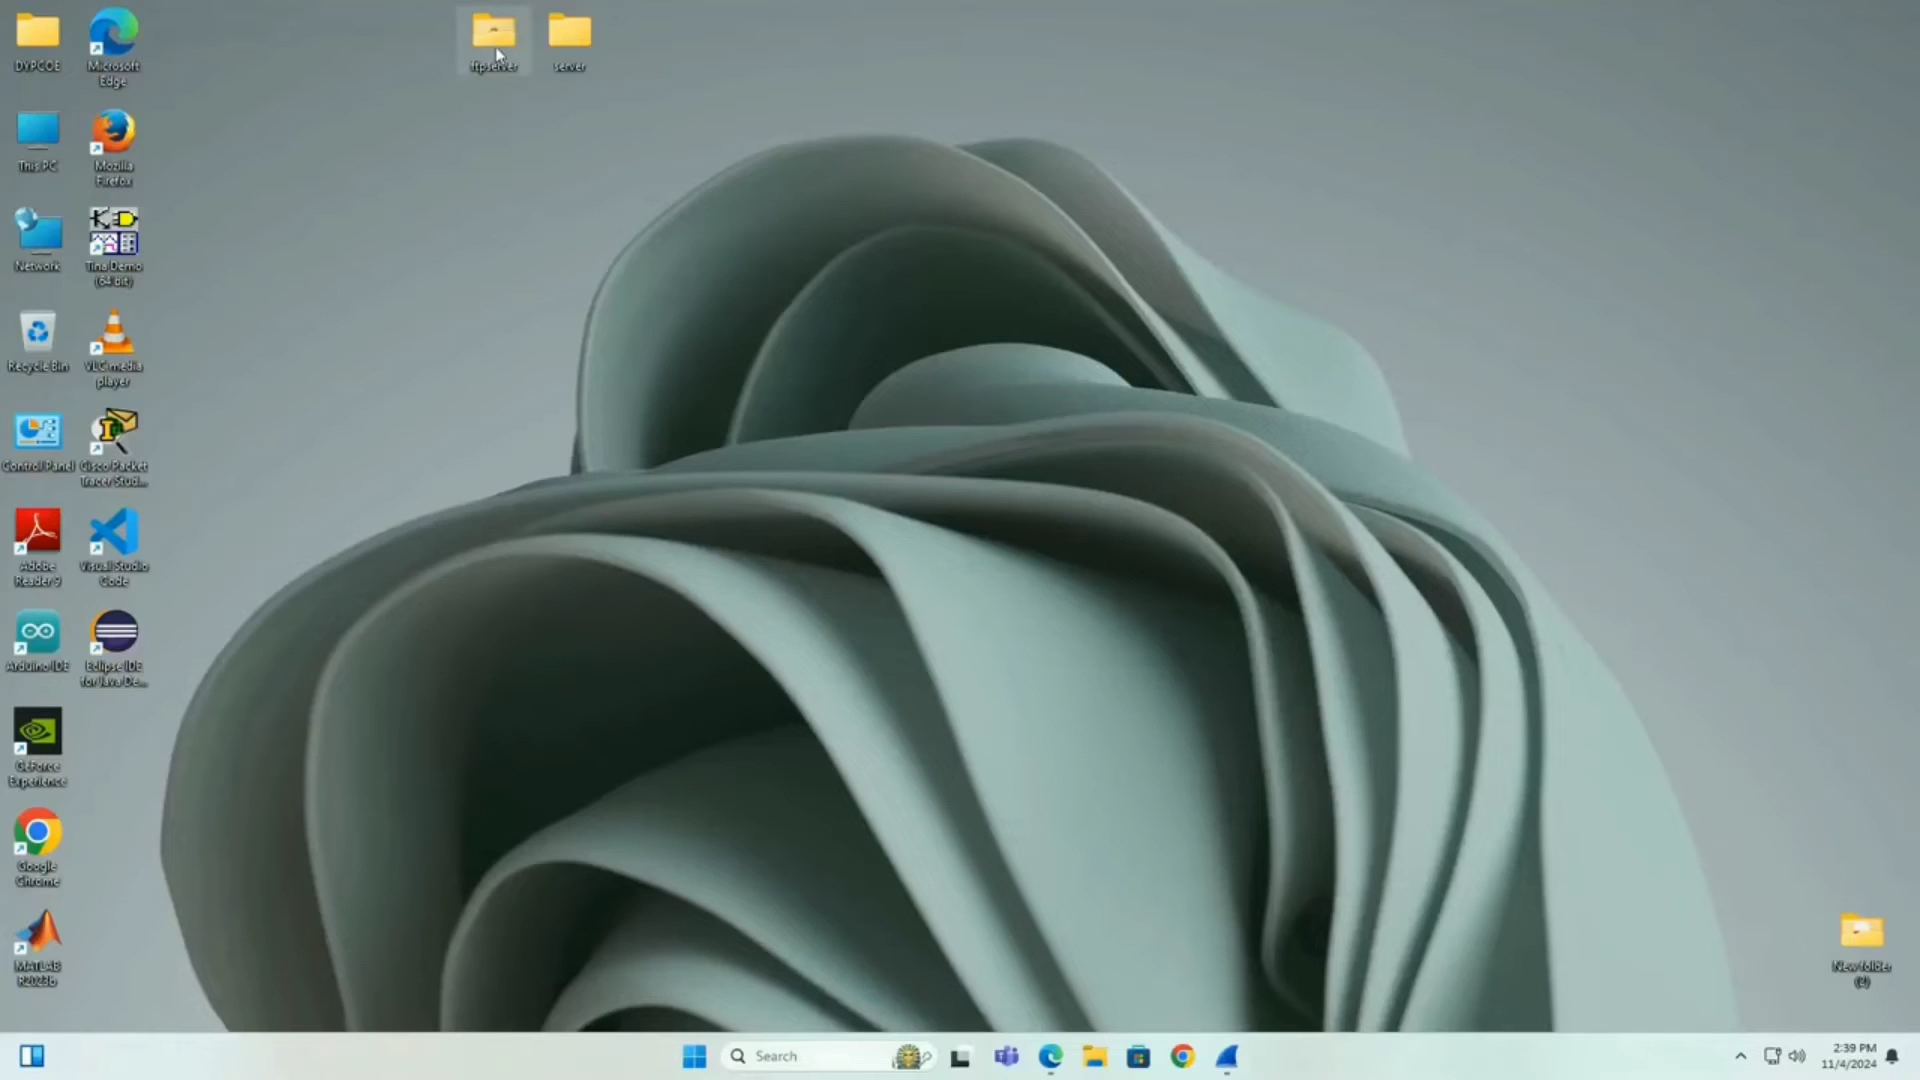 DYPCOE
Microsoft
Edge
ftpserver
server
This PC
Mozilla
Firefox
Network
Tina Demo
(64 bit)
Recycle Bin
VLC media
player
Control Panel
Cisco Packet
Tracer Stud...
Adobe
Reader 9
Visual Studio
Code
Arduino IDE
Eclipse IDE
for Java De...
GeForce
Experience
Google
Chrome
MATLAB
R2023b
New folder
(2)
Search
2:39 PM
11/4/2024